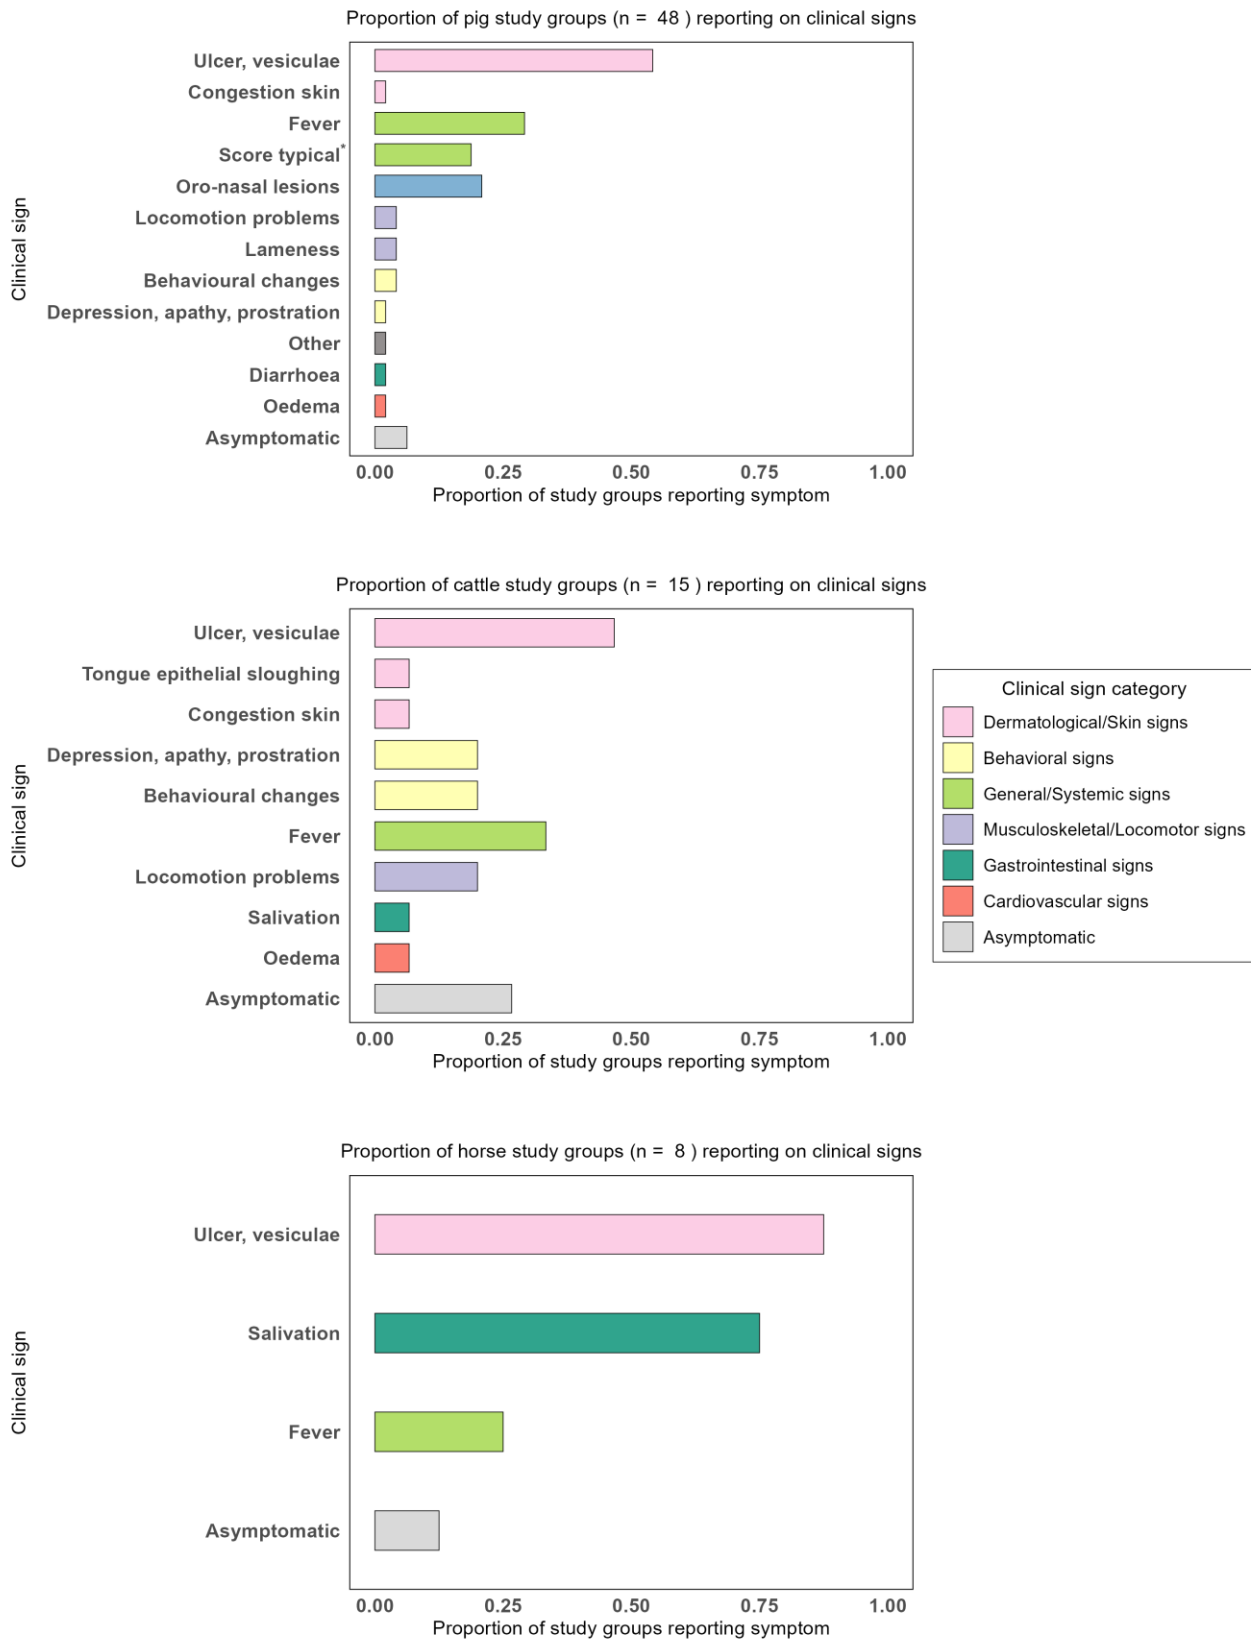 Proportion of pig study groups (n =  48 ) reporting on clinical signs
Clinical sign
Ulcer, vesiculae
Congestion skin
Fever
Score typical*
Oro-nasal lesions
Locomotion problems
Lameness
Behavioural changes
Depression, apathy, prostration
Other
Diarrhoea
Oedema
Asymptomatic
0.00 0.25 0.50 0.75 1.00
Proportion of study groups reporting symptom
Proportion of cattle study groups (n =  15 ) reporting on clinical signs
Clinical sign
Ulcer, vesiculae
Tongue epithelial sloughing
Congestion skin
Depression, apathy, prostration
Behavioural changes
Fever
Locomotion problems
Salivation
Oedema
Asymptomatic
0.00 0.25 0.50 0.75 1.00
Proportion of study groups reporting symptom
Clinical sign category
Dermatological/Skin signs
Behavioral signs
General/Systemic signs
Musculoskeletal/Locomotor signs
Gastrointestinal signs
Cardiovascular signs
Asymptomatic
Proportion of horse study groups (n =  8 ) reporting on clinical signs
Clinical sign
Ulcer, vesiculae
Salivation
Fever
Asymptomatic
0.00 0.25 0.50 0.75 1.00
Proportion of study groups reporting symptom